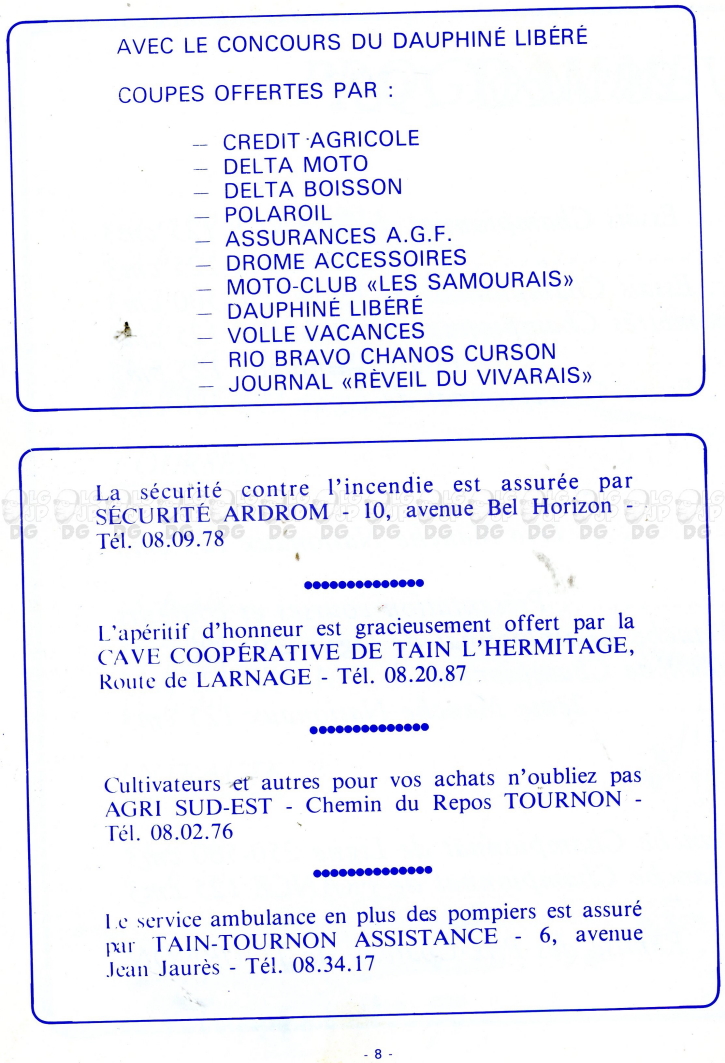 AVEC LE CONCOURS DU DAUPHINÉ LIBÉRÉ
COUPES OFFERTES PAR :
— CREDIT AGRICOLE
— DELTA MOTO
— DELTA BOISSON
— POLAROIL
— ASSURANCES A.G.F.
— DROME ACCESSOIRES
— MOTO-CLUB «LES SAMOURAIS»
— DAUPHINÉ LIBÉRÉ
— VOLLE VACANCES
— RIO BRAVO CHANOS CURSON
— JOURNAL «RÈVEIL DU VIVARAIS»
La sécurité contre l'incendie est assurée par
SÉCURITÉ ARDROM - 10, avenue Bel Horizon -
Tél. 08.09.78
L'apéritif d'honneur est gracieusement offert par la
CAVE COOPÉRATIVE DE TAIN L'HERMITAGE,
Route de LARNAGE - Tél. 08.20.87
Cultivateurs et autres pour vos achats n'oubliez pas
AGRI SUD-EST - Chemin du Repos TOURNON -
Tél. 08.02.76
Le service ambulance en plus des pompiers est assuré
par TAIN-TOURNON ASSISTANCE - 6, avenue
Jean Jaurès - Tél. 08.34.17
- 8 -